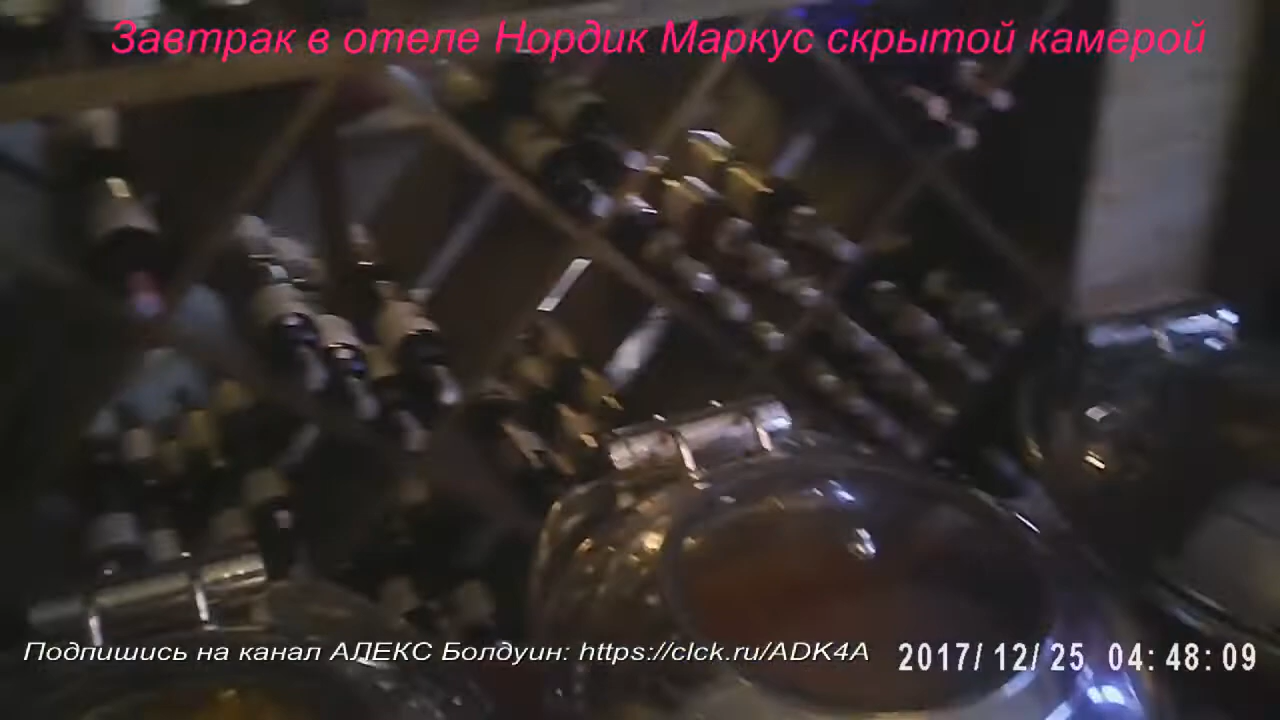 Завтрак в отеле Нордик Маркус скрытой камерой
Подпишись на канал АЛЕКС Болдуин: https://clck.ru/ADK4A
2017/12/25 04:48:09